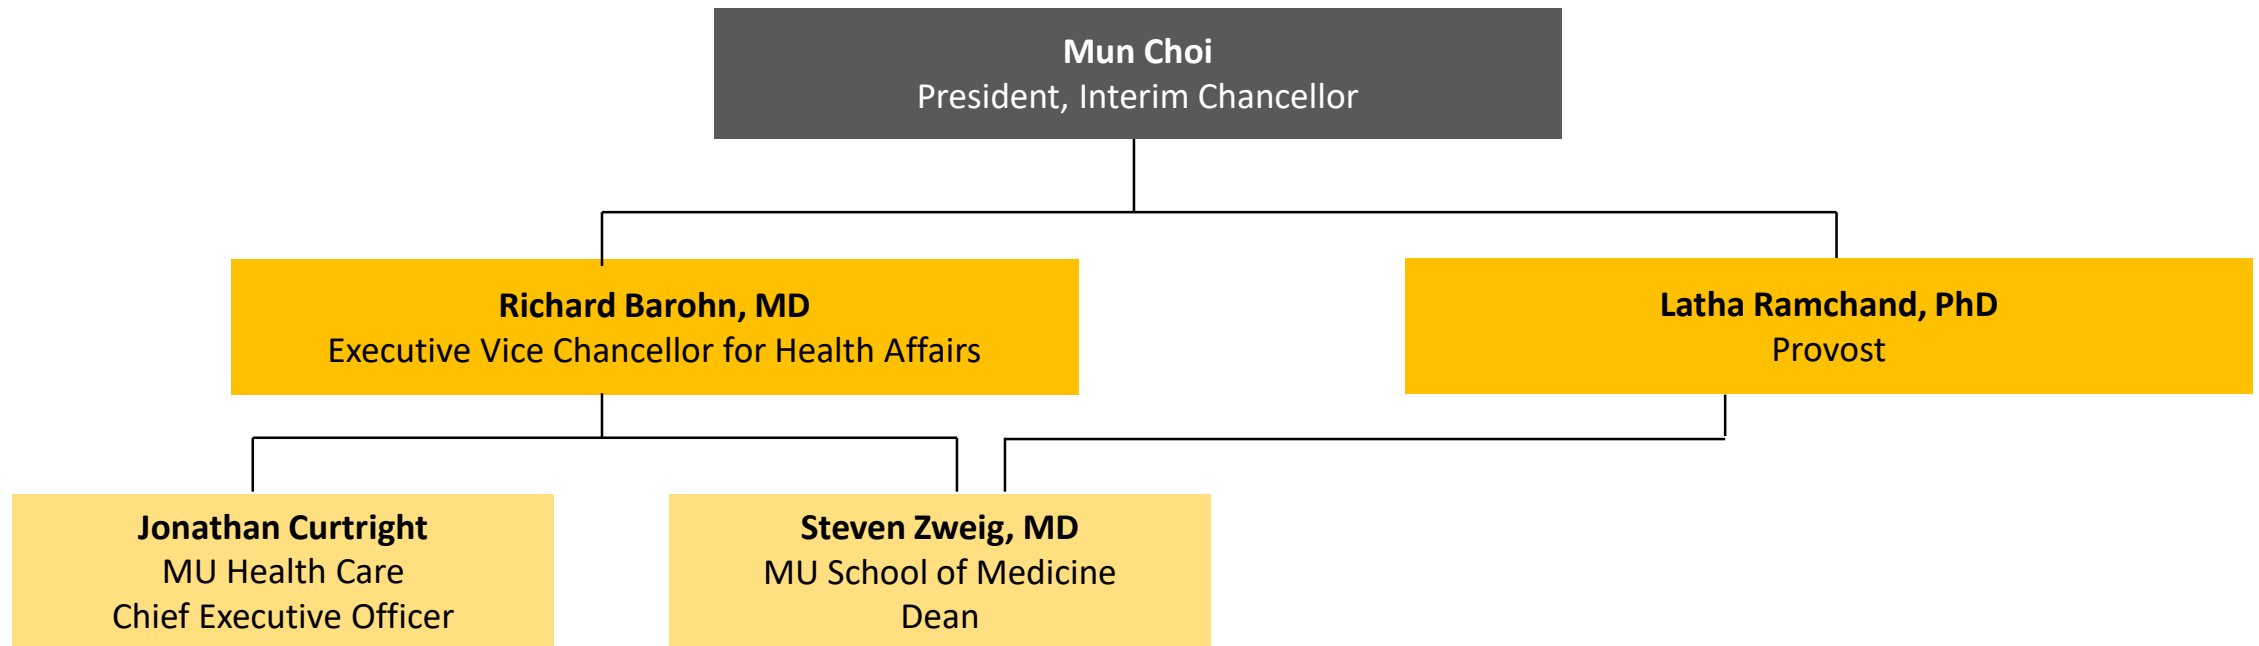 Mun Choi
President, Interim Chancellor
Richard Barohn, MD
Executive Vice Chancellor for Health Affairs
Latha Ramchand, PhD
Provost
Jonathan Curtright
MU Health Care
Chief Executive Officer
Steven Zweig, MD
MU School of Medicine
Dean